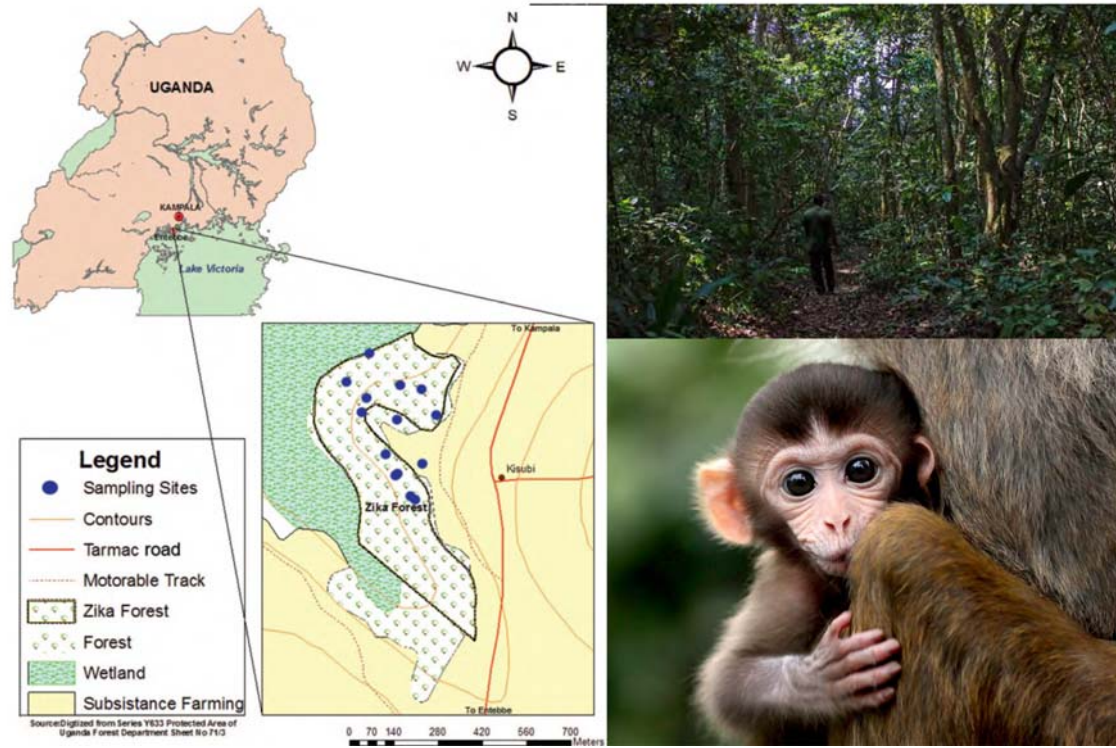 N
W E
S
UGANDA
KAMPALA
Entebbe
Lake Victoria
To Kampala
Kisubi
Zika Forest
To Entebbe
Legend
Sampling Sites
Contours
Tarmac road
Motorable Track
Zika Forest
Forest
Wetland
Subsistance Farming
Source:Digtized from Series Y633 Protected Area of
Uganda Forest Department Sheet No 71/3
0 70 140 280 420 560 700
Meters